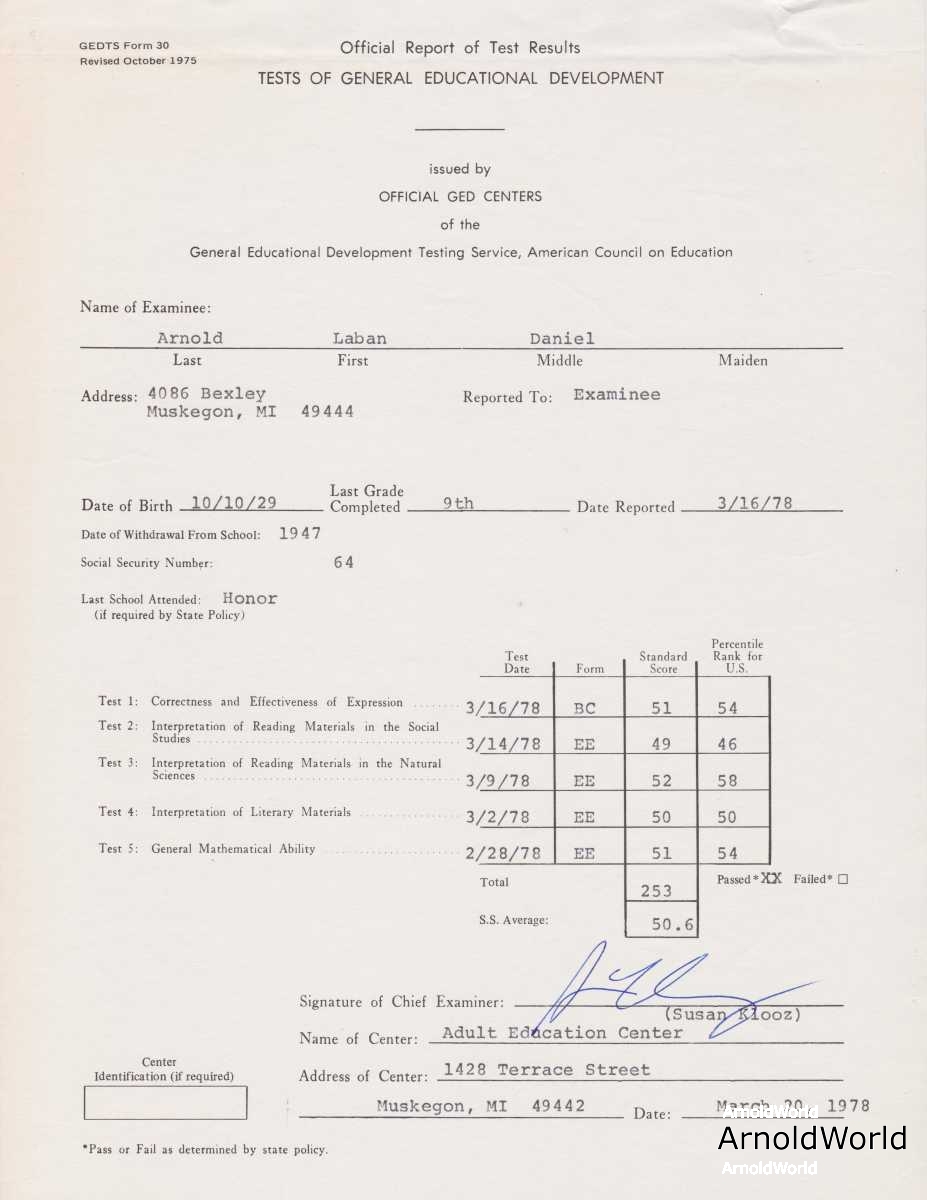 GEDTS Form 30
Revised October 1975
Official Report of Test Results
TESTS OF GENERAL EDUCATIONAL DEVELOPMENT
issued by
OFFICIAL GED CENTERS
of the
General Educational Development Testing Service, American Council on Education
Name of Examinee:
Arnold Laban Daniel
Last First Middle Maiden
Address: 4086 Bexley
Muskegon, MI 49444
Reported To: Examinee
Date of Birth 10/10/29 Last Grade Completed 9th Date Reported 3/16/78
Date of Withdrawal From School: 1947
Social Security Number: 64
Last School Attended: Honor
(if required by State Policy)
Test Date Form Standard Score Percentile Rank for U.S.
Test 1: Correctness and Effectiveness of Expression 3/16/78 BC 51 54
Test 2: Interpretation of Reading Materials in the Social
Studies 3/14/78 EE 49 46
Test 3: Interpretation of Reading Materials in the Natural
Sciences 3/9/78 EE 52 58
Test 4: Interpretation of Literary Materials 3/2/78 EE 50 50
Test 5: General Mathematical Ability 2/28/78 EE 51 54
Total 253 Passed* XX Failed* ☐
S.S. Average: 50.6
Signature of Chief Examiner:
(Susan Klooz)
Name of Center: Adult Education Center
Address of Center: 1428 Terrace Street
Muskegon, MI 49442 Date: March 20, 1978
Center
Identification (if required)
*Pass or Fail as determined by state policy.
ArnoldWorld
ArnoldWorld
ArnoldWorld